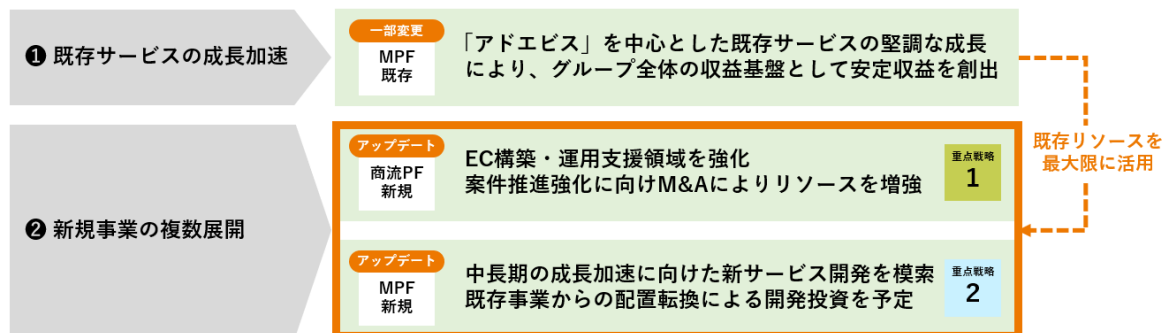 ❶ 既存サービスの成長加速
一部変更
MPF
既存
「アドエビス」を中心とした既存サービスの堅調な成長
により、グループ全体の収益基盤として安定収益を創出
❷ 新規事業の複数展開
アップデート
商流PF
新規
EC構築・運用支援領域を強化
案件推進強化に向けM&Aによりリソースを増強
重点戦略
1
アップデート
MPF
新規
中長期の成長加速に向けた新サービス開発を模索
既存事業からの配置転換による開発投資を予定
重点戦略
2
既存リソースを
最大限に活用